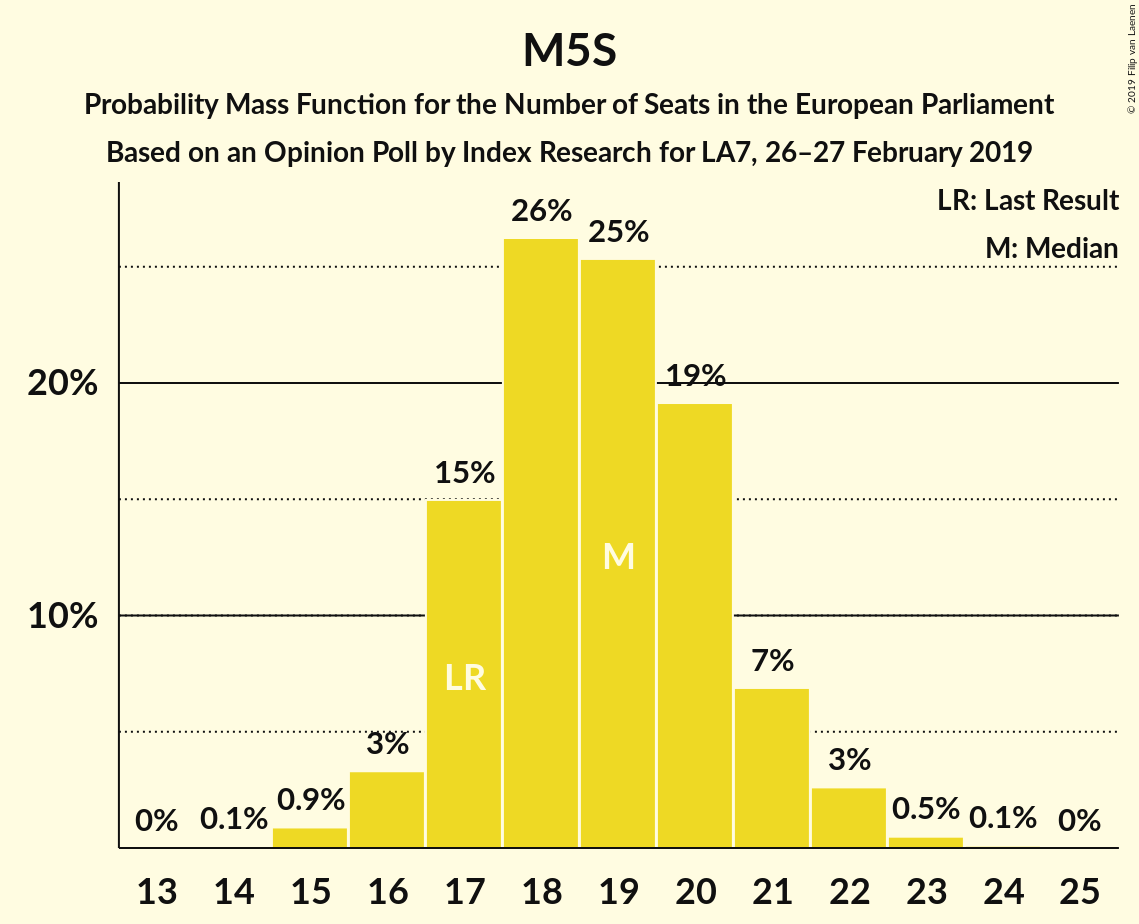 M5S
Probability Mass Function for the Number of Seats in the European Parliament
Based on an Opinion Poll by Index Research for LA7, 26–27 February 2019
© 2019 Filip van Laenen
LR: Last Result
M: Median
20%
10%
0%
0.1%
0.9%
3%
15%
26%
25%
19%
7%
3%
0.5%
0.1%
0%
LR
M
13 14 15 16 17 18 19 20 21 22 23 24 25